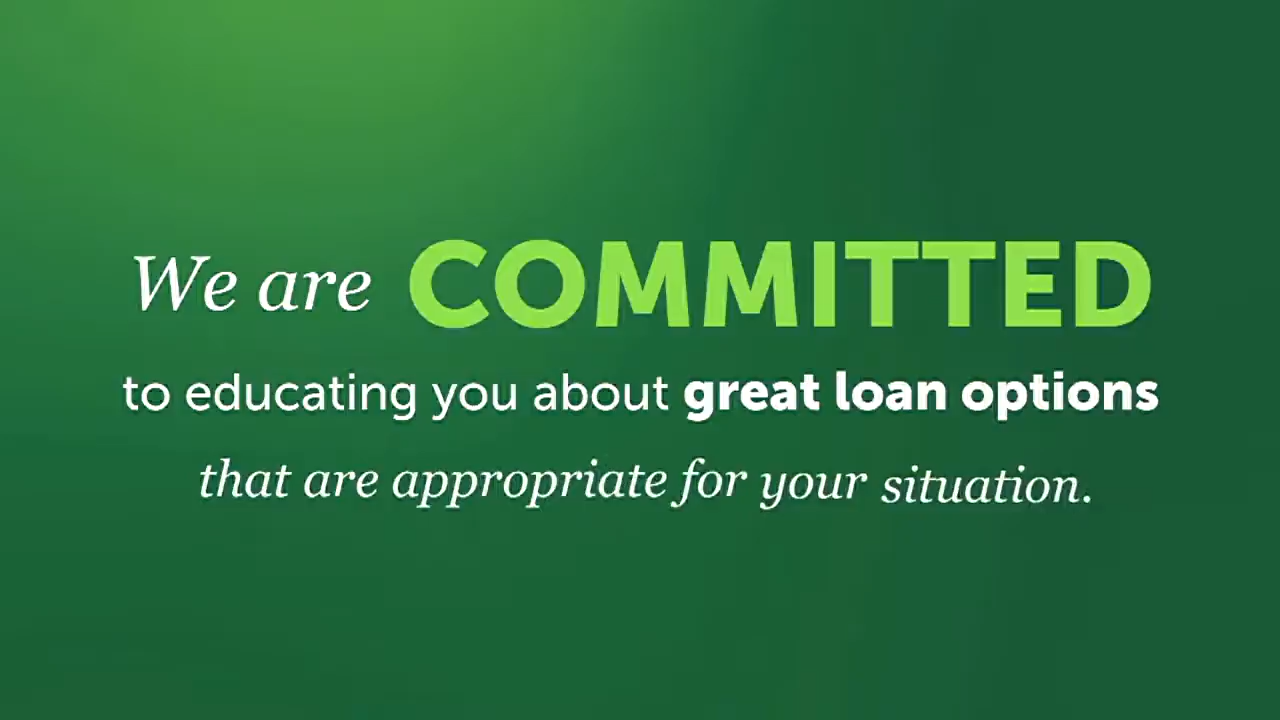 We are COMMITTED
to educating you about great loan options
that are appropriate for your situation.